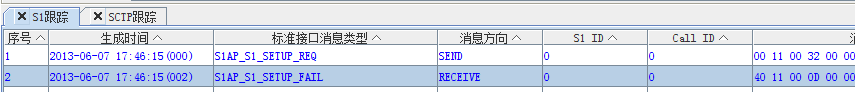 S1跟踪 SCTP跟踪
序号 生成时间 标准接口消息类型 消息方向 S1 ID Call ID
1 2013-06-07 17:46:15(000) S1AP_S1_SETUP_REQ SEND 0 0 00 11 00 32 00 00
2 2013-06-07 17:46:15(002) S1AP_S1_SETUP_FAIL RECEIVE 0 0 40 11 00 0D 00 00